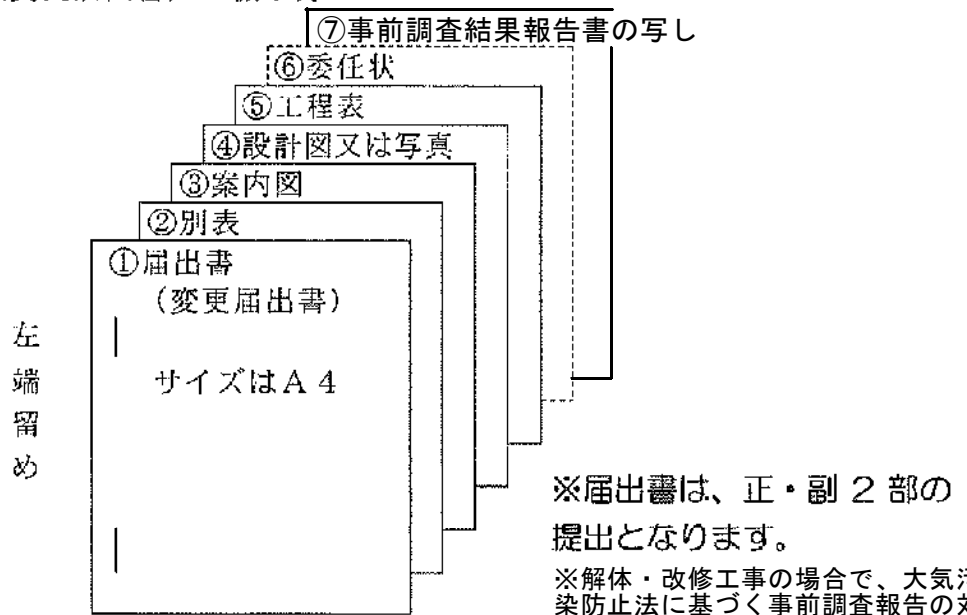 ⑦事前調査結果報告書の写し
⑥委任状
⑤工程表
④設計図又は写真
③案内図
②別表
①届出書
(変更届出書)
サイズはA4
左端留め
※届出書は、正・副2部の
提出となります。
※解体・改修工事の場合で、大気汚
染防止法に基づく事前調査報告の対